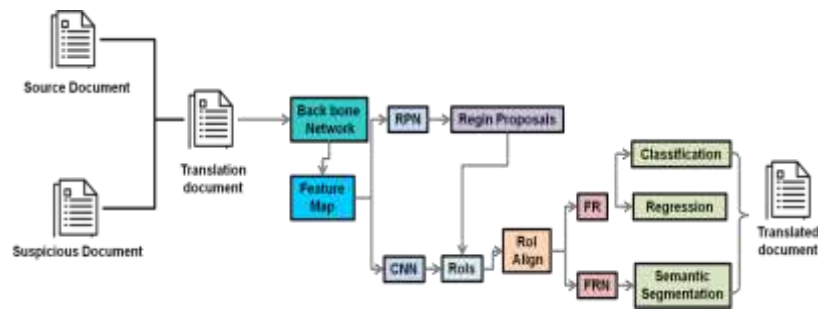 Source Document
Suspicious Document
Translation
document
Back bone
Network
Feature
Map
RPN
Regin Proposals
CNN
RoIs
RoI
Align
FR
FRN
Classification
Regression
Semantic
Segmentation
Translated
document